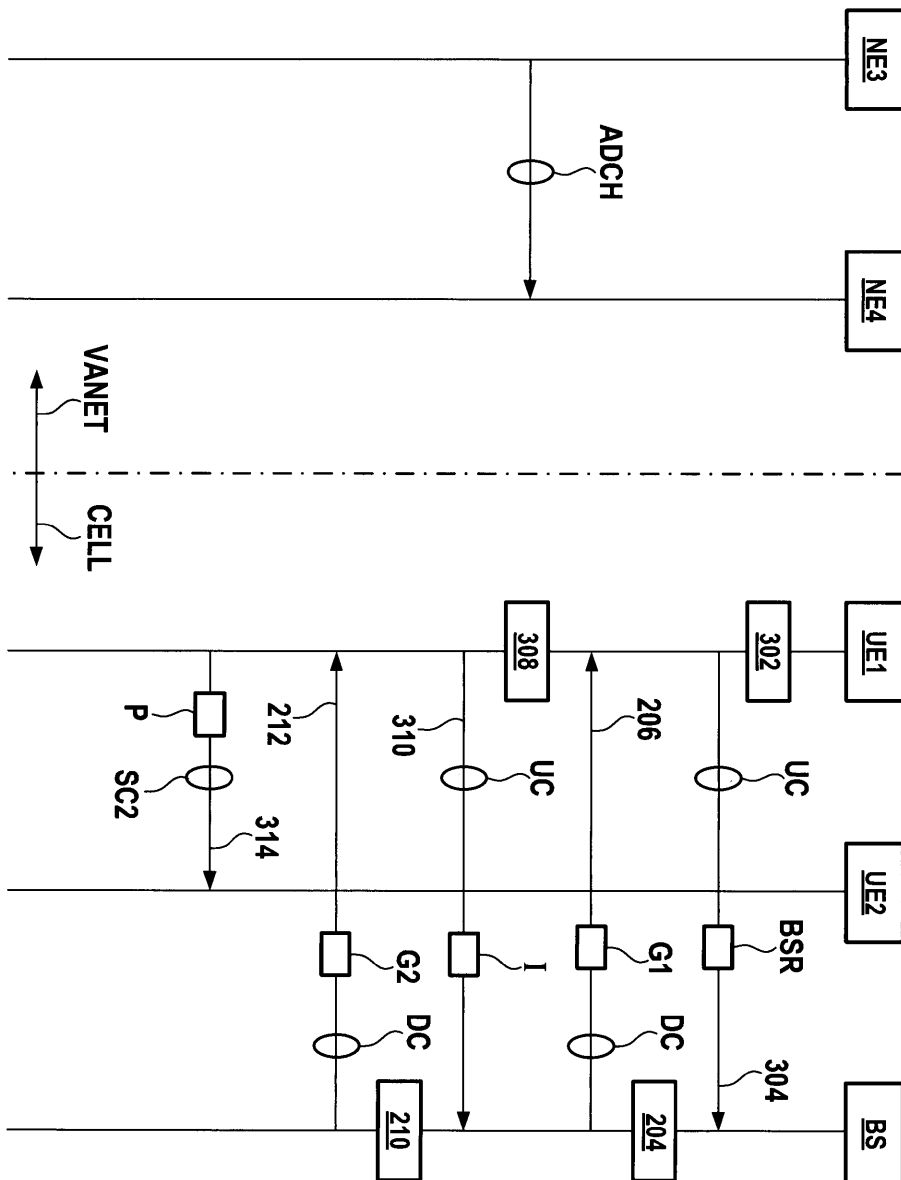 NE3
NE4
UE1
UE2
BS
302
UC
BSR
304
204
206
G1
DC
ADCH
308
UC
310
I
210
212
G2
DC
P
SC2
314
VANET
CELL